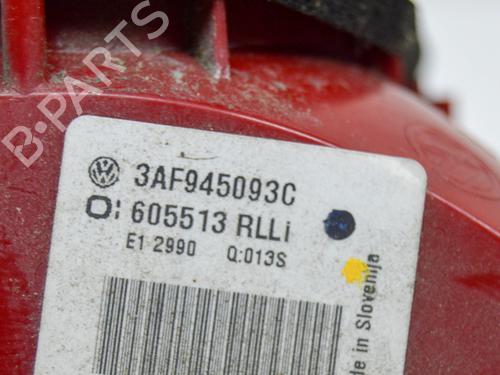 3AF945093C
605513 RLLi
E1 2990 Q:013S
de in Slovenija
B-PARTS